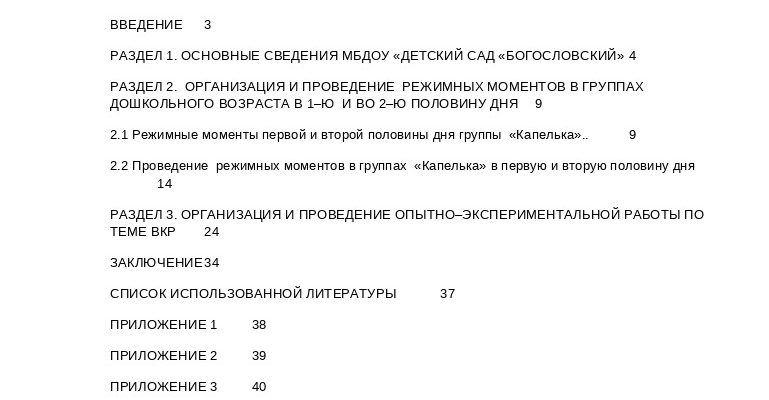 ВВЕДЕНИЕ 3
РАЗДЕЛ 1. ОСНОВНЫЕ СВЕДЕНИЯ МБДОУ «ДЕТСКИЙ САД «БОГОСЛОВСКИЙ» 4
РАЗДЕЛ 2. ОРГАНИЗАЦИЯ И ПРОВЕДЕНИЕ РЕЖИМНЫХ МОМЕНТОВ В ГРУППАХ
ДОШКОЛЬНОГО ВОЗРАСТА В 1–Ю И ВО 2–Ю ПОЛОВИНУ ДНЯ 9
2.1 Режимные моменты первой и второй половины дня группы «Капелька».. 9
2.2 Проведение режимных моментов в группах «Капелька» в первую и вторую половину дня
14
РАЗДЕЛ 3. ОРГАНИЗАЦИЯ И ПРОВЕДЕНИЕ ОПЫТНО–ЭКСПЕРИМЕНТАЛЬНОЙ РАБОТЫ ПО
ТЕМЕ ВКР 24
ЗАКЛЮЧЕНИЕ34
СПИСОК ИСПОЛЬЗОВАННОЙ ЛИТЕРАТУРЫ 37
ПРИЛОЖЕНИЕ 1 38
ПРИЛОЖЕНИЕ 2 39
ПРИЛОЖЕНИЕ 3 40